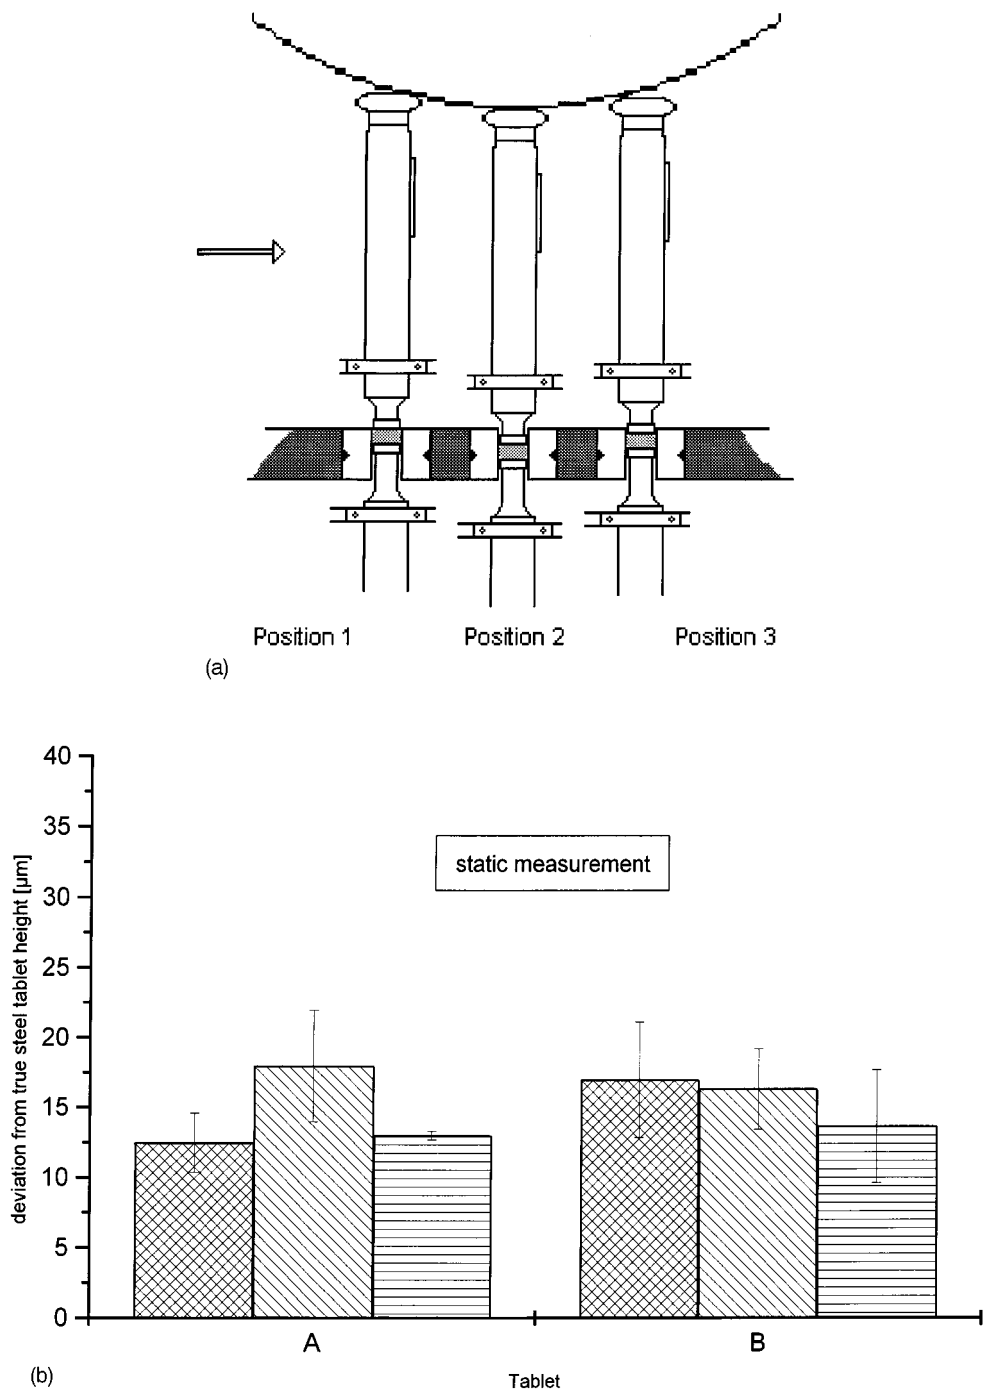 Position 1 Position 2 Position 3
(a)
40
35
30
25
20
15
10
5
0
deviation from true steel tablet height [µm]
static measurement
A B
(b)
Tablet